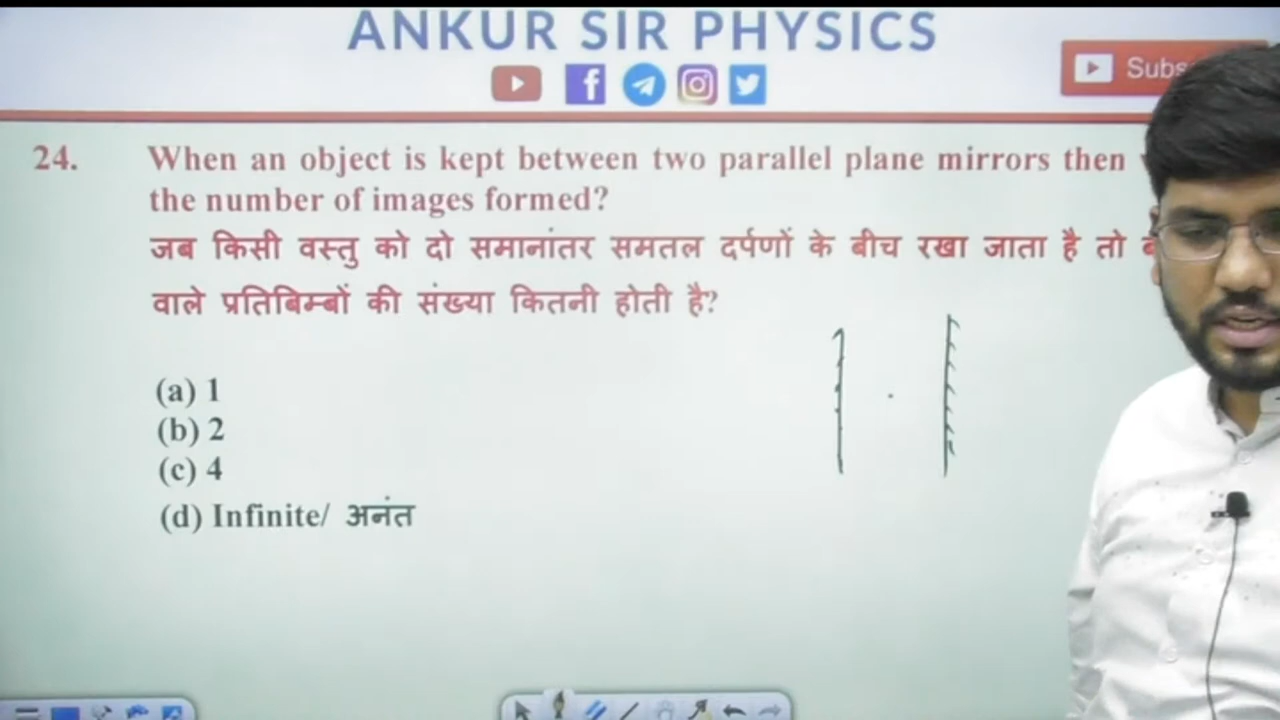 ANKUR SIR PHYSICS
24. When an object is kept between two parallel plane mirrors then
the number of images formed?
जब किसी वस्तु को दो समानांतर समतल दर्पणों के बीच रखा जाता है तो
वाले प्रतिबिम्बों की संख्या कितनी होती है?
(a) 1
(b) 2
(c) 4
(d) Infinite/ अनंत